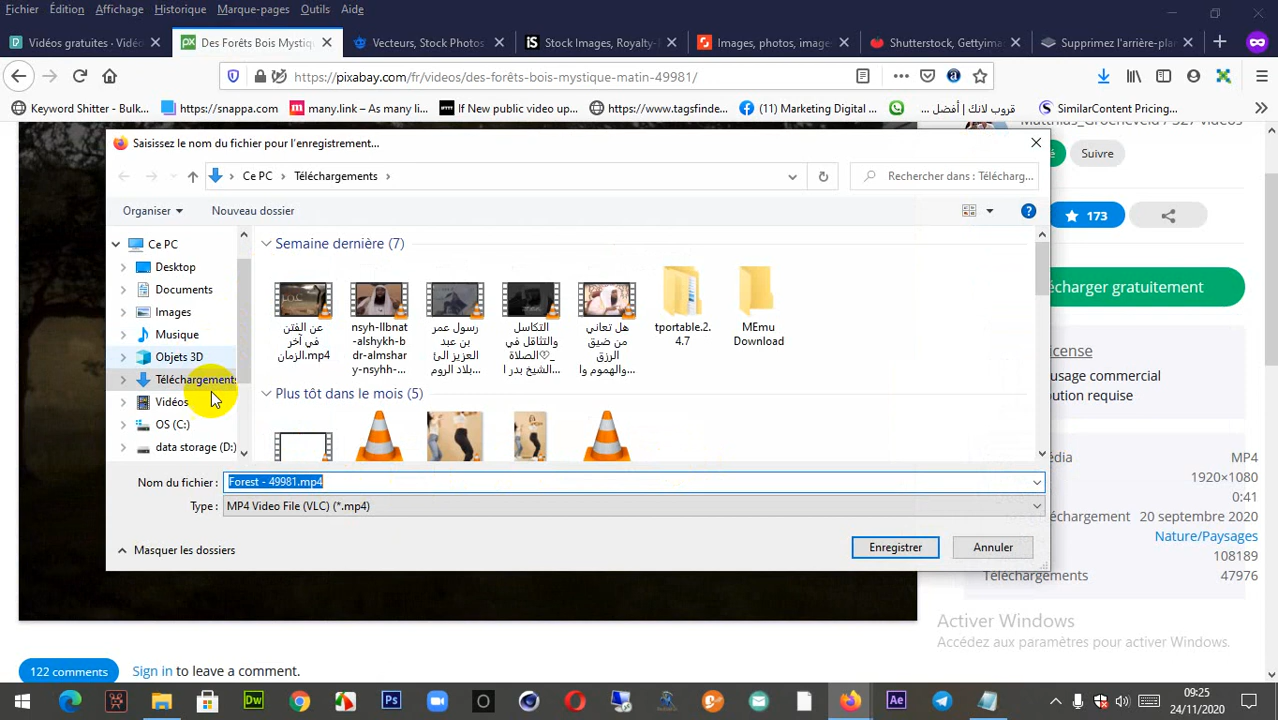 Fichier Édition Affichage Historique Marque-pages Outils Aide
Vidéos gratuites - Vidé
Des Forêts Bois Mystiqu
Vecteurs, Stock Photos
Stock Images, Royalty-F
Images, photos, image
Shutterstock, Gettyima
Supprimez l'arrière-pla
https://pixabay.com/fr/videos/des-forêts-bois-mystique-matin-49981/
Keyword Shitter - Bulk...
https://snappa.com
many.link – As many li...
If New public video up...
https://www.tagsfinde...
(11) Marketing Digital ...
قروب لانك | أفضل ...
SimilarContent Pricing...
Saisissez le nom du fichier pour l'enregistrement...
Ce PC
Téléchargements
Rechercher dans : Télécharg...
Suivre
Organiser
Nouveau dossier
173
Ce PC
Desktop
Documents
Images
Musique
Objets 3D
Téléchargements
Vidéos
OS (C:)
data storage (D:)
Semaine dernière (7)
عن الفتن
في آخر
الزمان.mp4
nsyh-llbnat
-alshykh-b
dr-almshar
y-nsyhh-...
رسول عمر
بن عبد
العزيز الئ
بلاد الروم...
التكاسل
والتثاقل في
الصلاة♡_
الشيخ بدر ا...
هل تعاني
من ضيق
الرزق
والهموم وا...
tportable.2.
4.7
MEmu
Download
Plus tôt dans le mois (5)
écharger gratuitement
icense
usage commercial
bution requise
Nom du fichier :
Forest - 49981.mp4
Type :
MP4 Video File (VLC) (*.mp4)
Masquer les dossiers
Enregistrer
Annuler
édia
MP4
1920×1080
0:41
échargement
20 septembre 2020
Nature/Paysages
108189
Téléchargements
47976
Activer Windows
Accédez aux paramètres pour activer Windows.
122 comments
Sign in to leave a comment.
09:25
24/11/2020